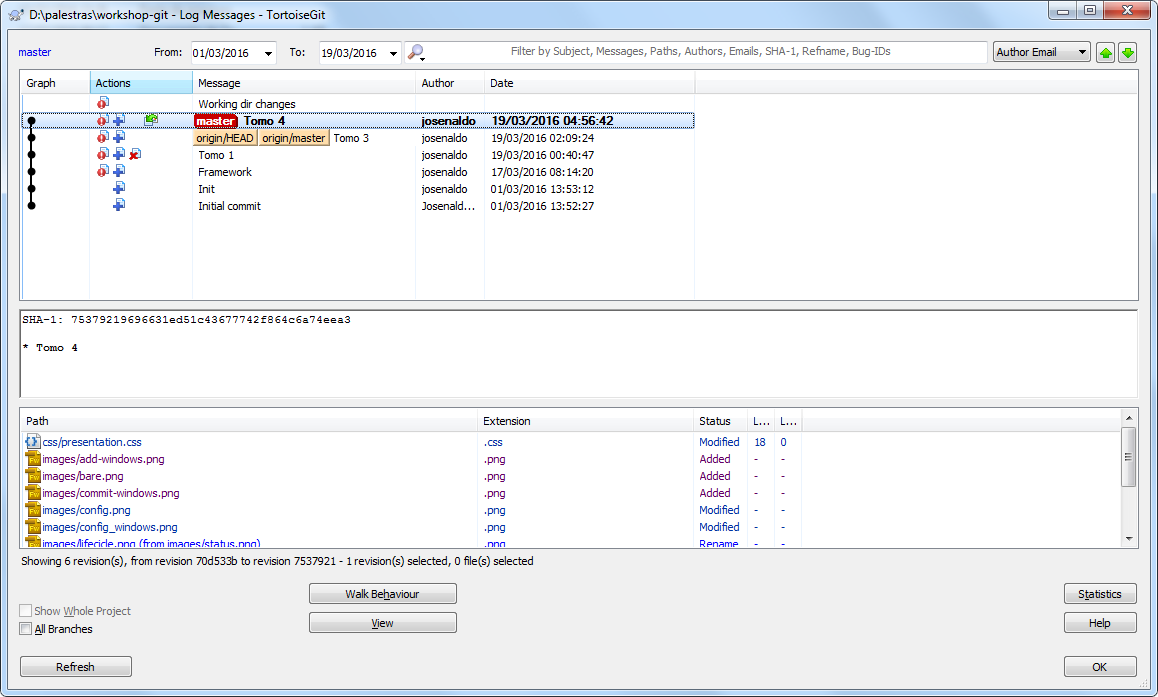 D:\palestras\workshop-git - Log Messages - TortoiseGit
master From: 01/03/2016 To: 19/03/2016 Filter by Subject, Messages, Paths, Authors, Emails, SHA-1, Refname, Bug-IDs Author Email
Graph Actions Message Author Date
Working dir changes
master Tomo 4 josenaldo 19/03/2016 04:56:42
origin/HEAD origin/master Tomo 3 josenaldo 19/03/2016 02:09:24
Tomo 1 josenaldo 19/03/2016 00:40:47
Framework josenaldo 17/03/2016 08:14:20
Init josenaldo 01/03/2016 13:53:12
Initial commit Josenald... 01/03/2016 13:52:27
SHA-1: 75379219696631ed51c43677742f864c6a74eea3
* Tomo 4
Path Extension Status L... L...
css/presentation.css .css Modified 18 0
images/add-windows.png .png Added - -
images/bare.png .png Added - -
images/commit-windows.png .png Added - -
images/config.png .png Modified - -
images/config_windows.png .png Modified - -
images/lifecicle.png (from images/status.png) .png Rename - -
Showing 6 revision(s), from revision 70d533b to revision 7537921 - 1 revision(s) selected, 0 file(s) selected
Walk Behaviour Statistics
Show Whole Project
View Help
All Branches
Refresh OK